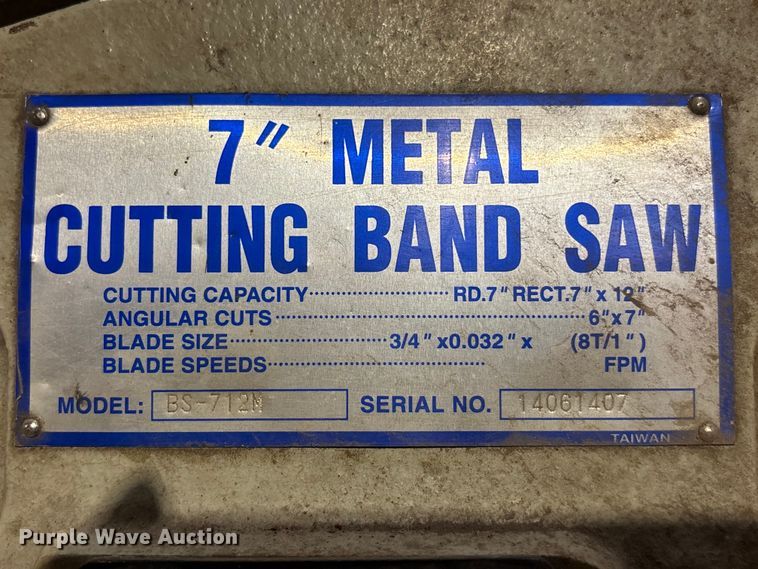 7" METAL
CUTTING BAND SAW
CUTTING CAPACITY RD.7" RECT.7" x 12"
ANGULAR CUTS 6"x7"
BLADE SIZE 3/4" x0.032" x (8T/1")
BLADE SPEEDS FPM
MODEL: BS-712M SERIAL NO. 14061407
TAIWAN
Purple Wave Auction